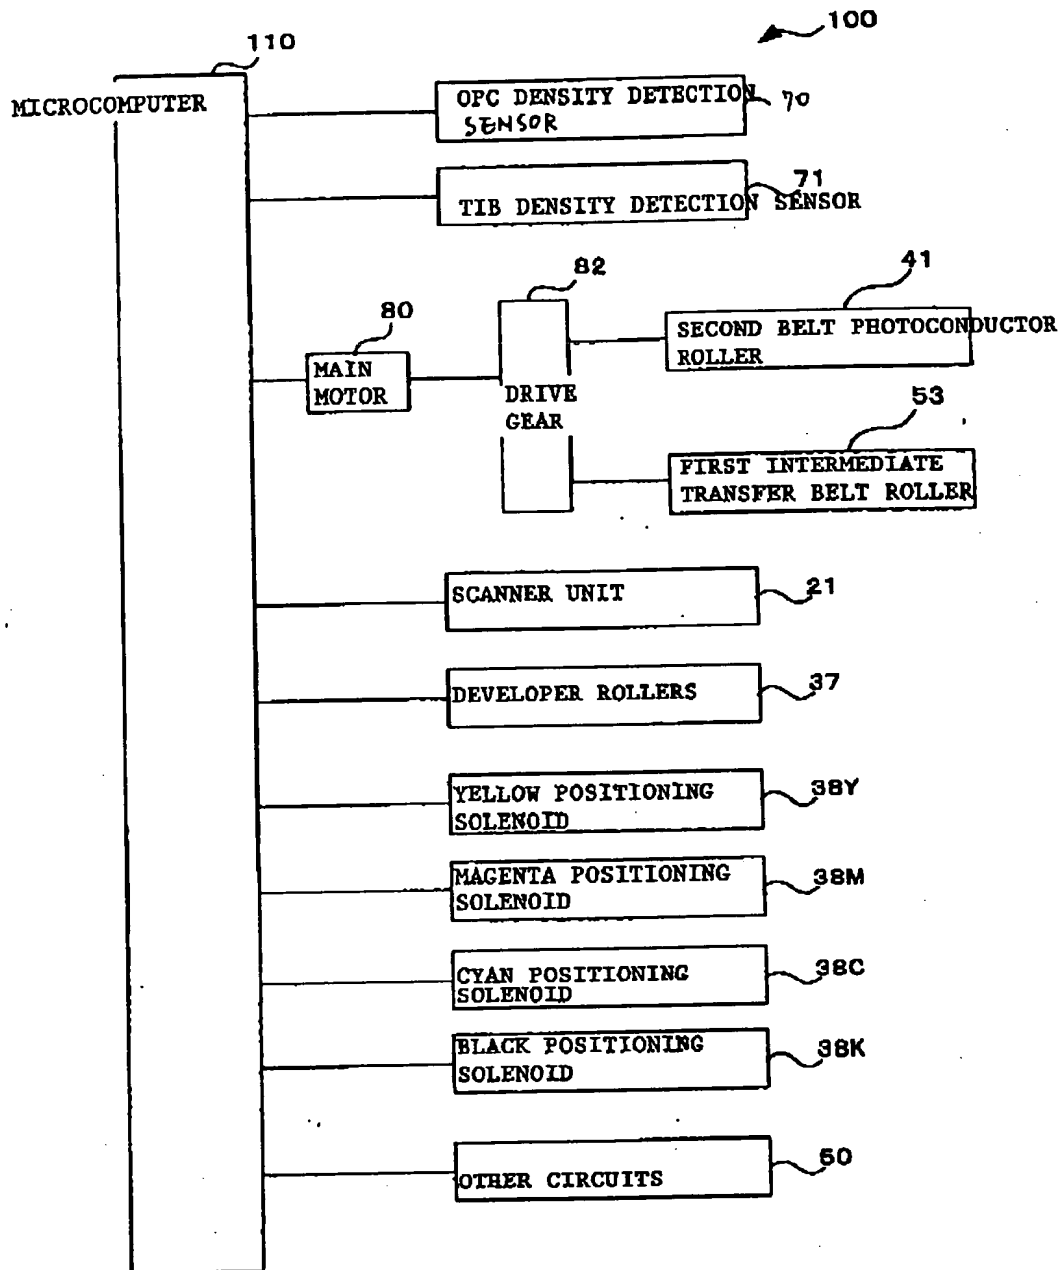 100
110
MICROCOMPUTER
OPC DENSITY DETECTION
SENSOR
70
71
TIB DENSITY DETECTION SENSOR
82
41
80
SECOND BELT PHOTOCONDUCTOR
ROLLER
MAIN
MOTOR
DRIVE
GEAR
53
FIRST INTERMEDIATE
TRANSFER BELT ROLLER
SCANNER UNIT
21
DEVELOPER ROLLERS
37
YELLOW POSITIONING
SOLENOID
38Y
MAGENTA POSITIONING
SOLENOID
38M
CYAN POSITIONING
SOLENOID
38C
BLACK POSITIONING
SOLENOID
38K
OTHER CIRCUITS
50